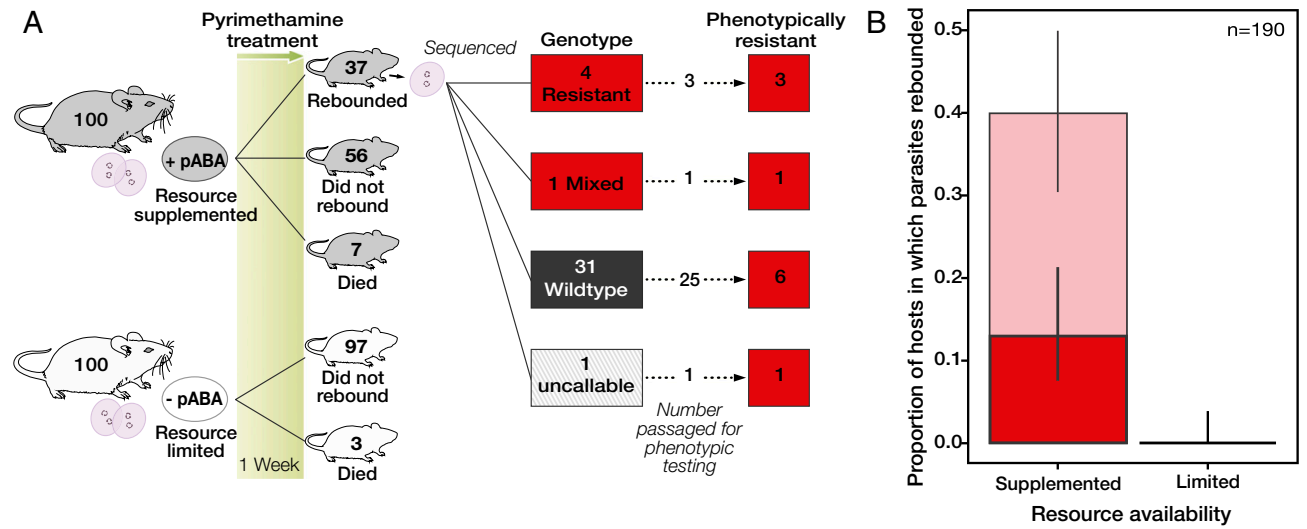 A
Pyrimethamine
treatment
100
+ pABA
Resource
supplemented
37
Rebounded
56
Did not
rebound
7
Died
100
- pABA
Resource
limited
97
Did not
rebound
3
Died
1 Week
Sequenced
Genotype
Phenotypically
resistant
4
Resistant
3
3
1 Mixed
1
1
31
Wildtype
25
6
1
uncallable
1
1
Number
passaged for
phenotypic
testing
B
n=190
Proportion of hosts in which parasites rebounded
0.5
0.4
0.3
0.2
0.1
0.0
Supplemented
Limited
Resource availability